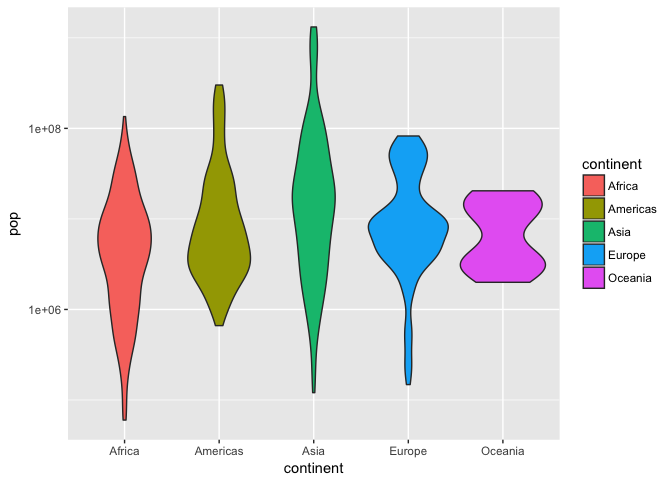 pop
1e+08
1e+06
Africa Americas Asia Europe Oceania
continent
continent
Africa
Americas
Asia
Europe
Oceania